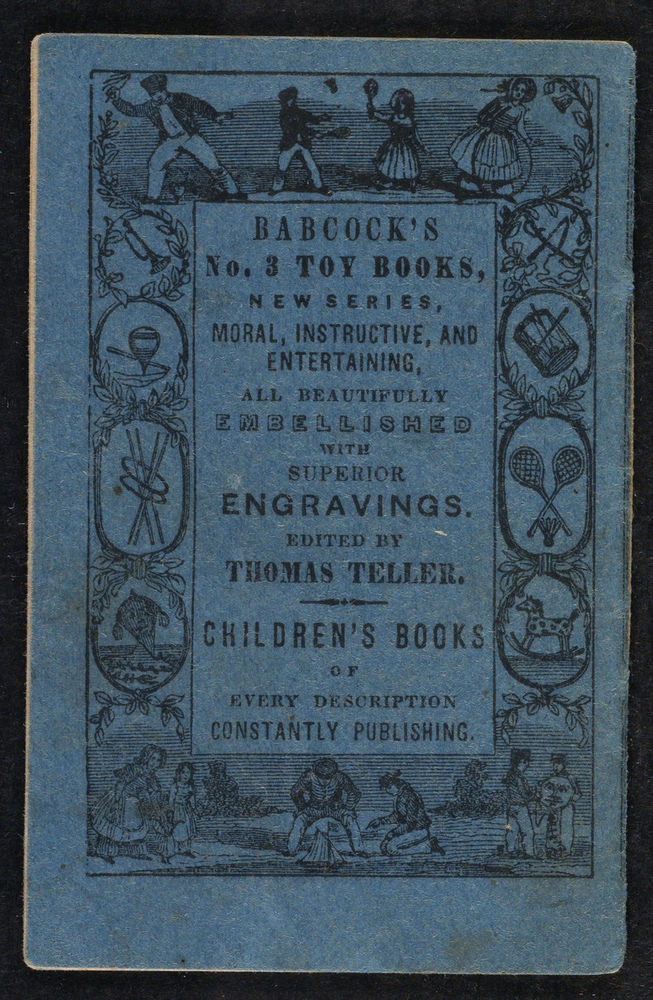 BABCOCK'S
No. 3 TOY BOOKS,
NEW SERIES,
MORAL, INSTRUCTIVE, AND
ENTERTAINING,
ALL BEAUTIFULLY
EMBELLISHED
WITH
SUPERIOR
ENGRAVINGS.
EDITED BY
THOMAS TELLER.
CHILDREN'S BOOKS
OF
EVERY DESCRIPTION
CONSTANTLY PUBLISHING.